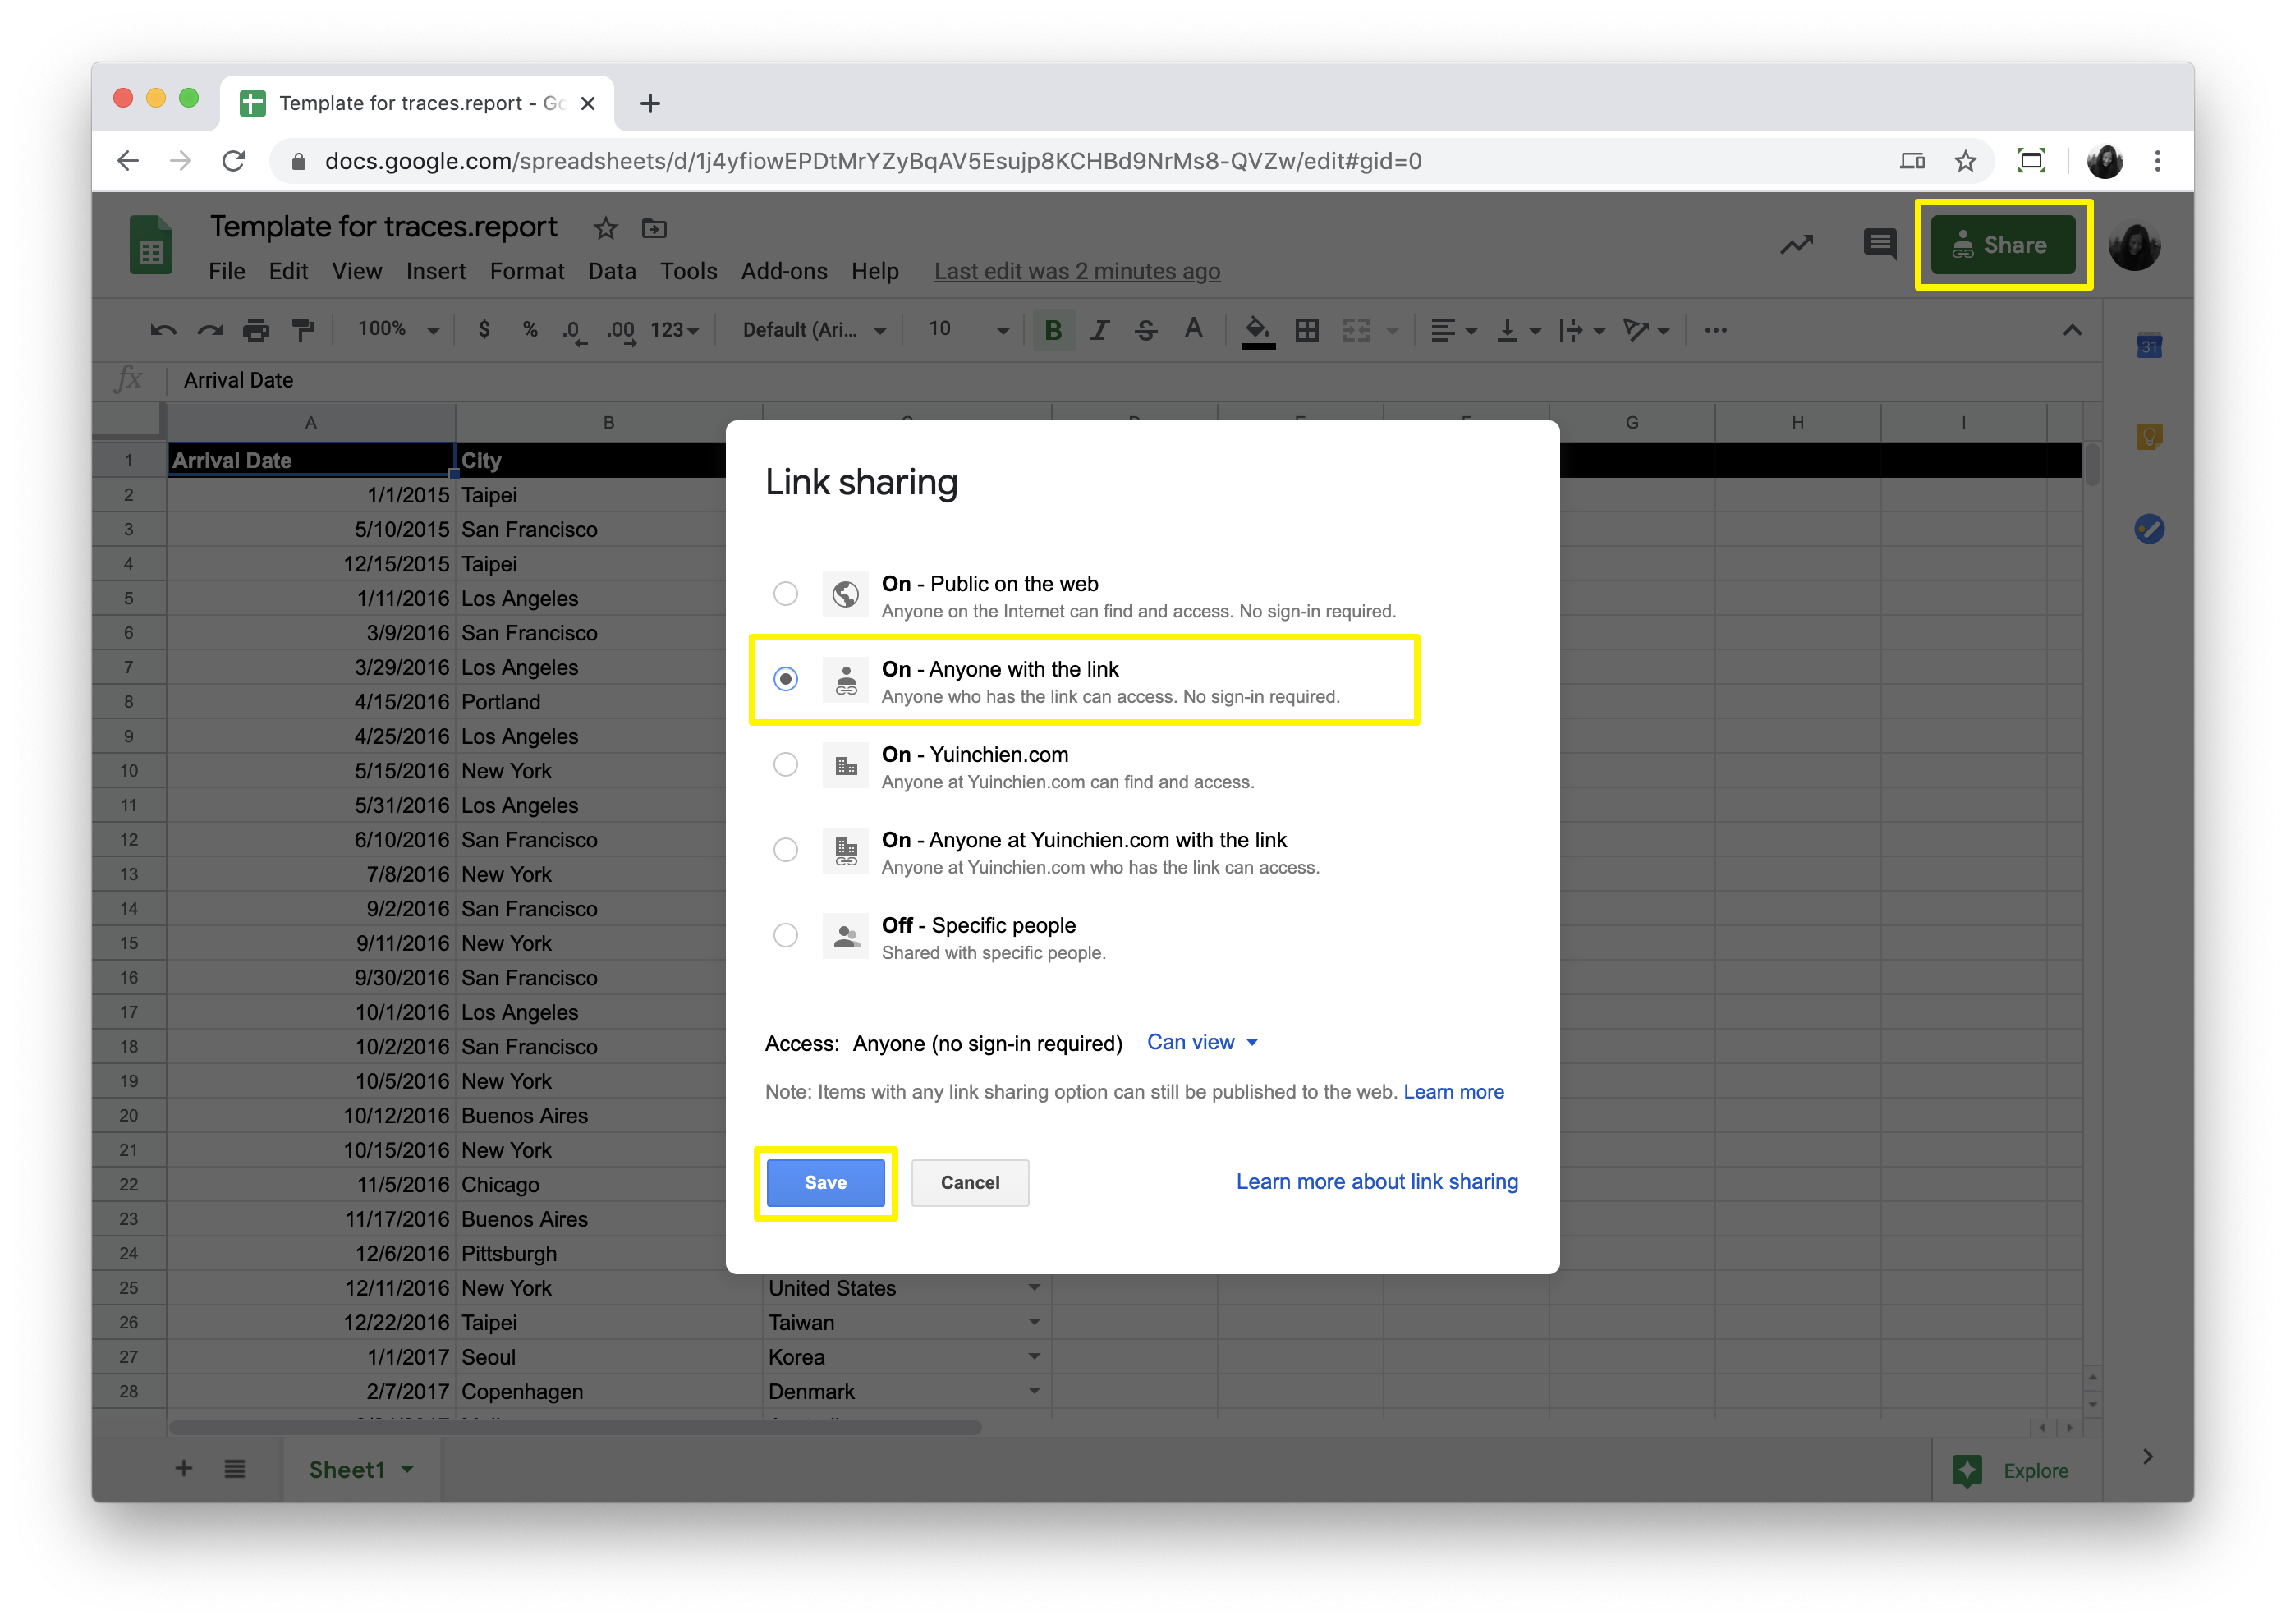 Template for traces.report - Go
docs.google.com/spreadsheets/d/1j4yfiowEPDtMrYZyBqAV5Esujp8KCHBd9NrMs8-QVZw/edit#gid=0
Template for traces.report
Share
File Edit View Insert Format Data Tools Add-ons Help Last edit was 2 minutes ago
100% $ % .0 .00 123 Default (Ari... 10 B I S A
31
fx Arrival Date
A B G H I
1 Arrival Date City
2 1/1/2015 Taipei
3 5/10/2015 San Francisco
4 12/15/2015 Taipei
5 1/11/2016 Los Angeles
6 3/9/2016 San Francisco
7 3/29/2016 Los Angeles
8 4/15/2016 Portland
9 4/25/2016 Los Angeles
10 5/15/2016 New York
11 5/31/2016 Los Angeles
12 6/10/2016 San Francisco
13 7/8/2016 New York
14 9/2/2016 San Francisco
15 9/11/2016 New York
16 9/30/2016 San Francisco
17 10/1/2016 Los Angeles
18 10/2/2016 San Francisco
19 10/5/2016 New York
20 10/12/2016 Buenos Aires
21 10/15/2016 New York
22 11/5/2016 Chicago
23 11/17/2016 Buenos Aires
24 12/6/2016 Pittsburgh
25 12/11/2016 New York United States
26 12/22/2016 Taipei Taiwan
27 1/1/2017 Seoul Korea
28 2/7/2017 Copenhagen Denmark
Link sharing
On - Public on the web
Anyone on the Internet can find and access. No sign-in required.
On - Anyone with the link
Anyone who has the link can access. No sign-in required.
On - Yuinchien.com
Anyone at Yuinchien.com can find and access.
On - Anyone at Yuinchien.com with the link
Anyone at Yuinchien.com who has the link can access.
Off - Specific people
Shared with specific people.
Access: Anyone (no sign-in required) Can view
Note: Items with any link sharing option can still be published to the web. Learn more
Save Cancel Learn more about link sharing
Sheet1 Explore